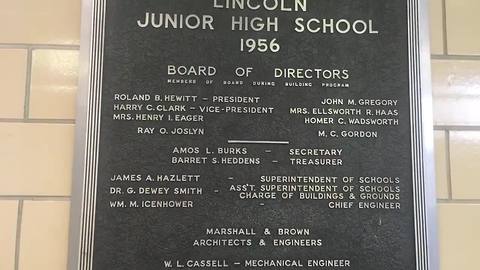 LINCOLN
JUNIOR HIGH SCHOOL
1956
BOARD OF DIRECTORS
MEMBERS OF BOARD DURING BUILDING PROGRAM
ROLAND B. HEWITT – PRESIDENT
HARRY C. CLARK – VICE-PRESIDENT
MRS. HENRY I. EAGER
RAY O. JOSLYN
JOHN M. GREGORY
MRS. ELLSWORTH R. HAAS
HOMER C. WADSWORTH
M. C. GORDON
AMOS L. BURKS – SECRETARY
BARRET S. HEDDENS – TREASURER
JAMES A. HAZLETT – SUPERINTENDENT OF SCHOOLS
DR. G. DEWEY SMITH – ASS'T. SUPERINTENDENT OF SCHOOLS
CHARGE OF BUILDINGS & GROUNDS
WM. M. ICENHOWER – CHIEF ENGINEER
MARSHALL & BROWN
ARCHITECTS & ENGINEERS
W. L. CASSELL – MECHANICAL ENGINEER